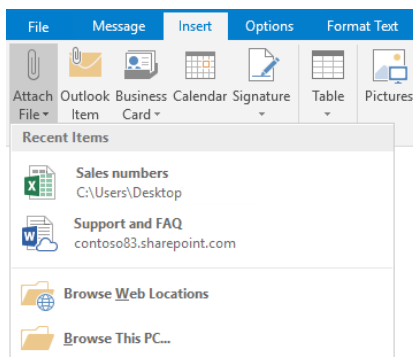 File Message Insert Options Format Text
Attach Outlook Business Calendar Signature Table Pictures
File Item Card
Recent Items
Sales numbers
C:\Users\Desktop
Support and FAQ
contoso83.sharepoint.com
Browse Web Locations
Browse This PC...